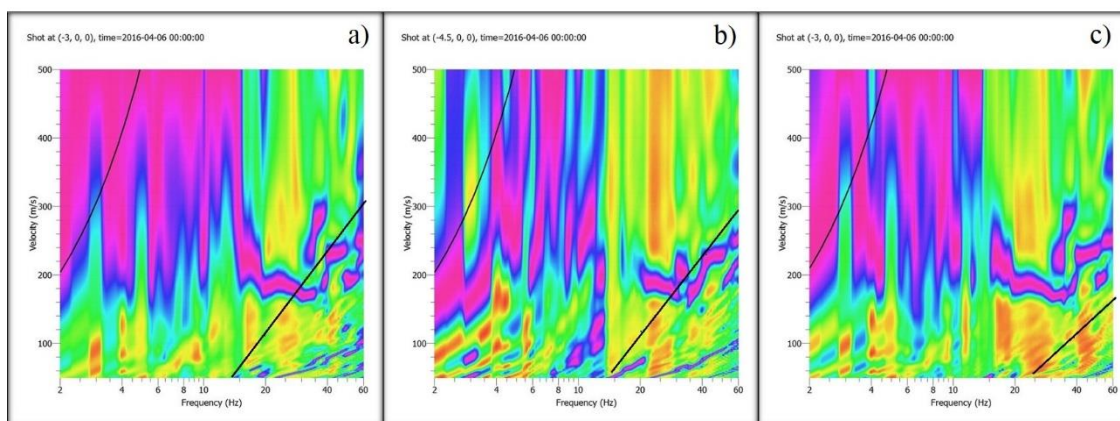 Shot at (-3, 0, 0), time=2016-04-06 00:00:00
a)
500
400
300
200
100
Velocity (m/s)
2 4 6 8 10 20 40 60
Frequency (Hz)
Shot at (-4.5, 0, 0), time=2016-04-06 00:00:00
b)
500
400
300
200
100
Velocity (m/s)
2 4 6 8 10 20 40 60
Frequency (Hz)
Shot at (-3, 0, 0), time=2016-04-06 00:00:00
c)
500
400
300
200
100
Velocity (m/s)
2 4 6 8 10 20 40 60
Frequency (Hz)